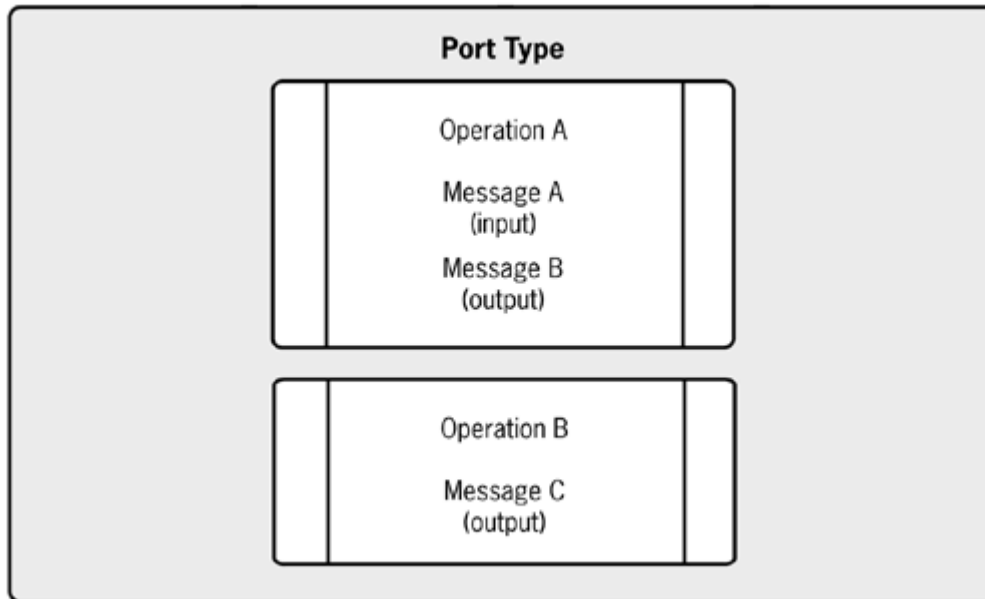 Port Type
Operation A
Message A
(input)
Message B
(output)
Operation B
Message C
(output)